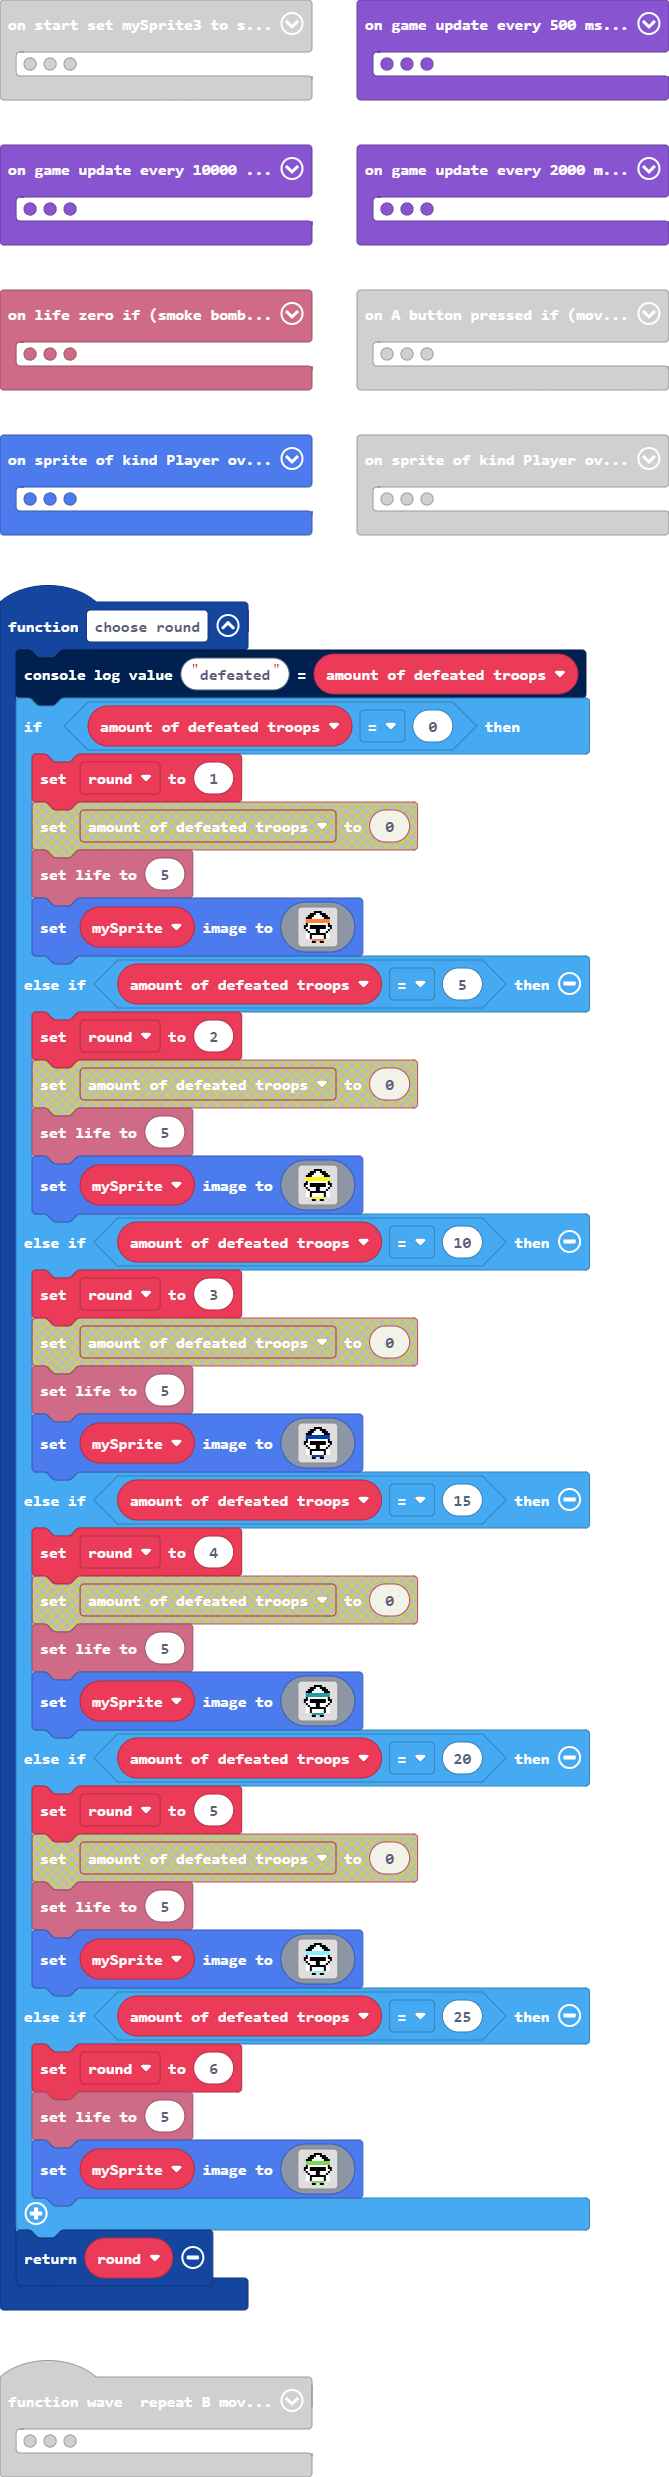 on start set mySprite3 to s...
on game update every 500 ms...
on game update every 10000 ...
on game update every 2000 m...
on life zero if (smoke bomb...
on A button pressed if (mov...
on sprite of kind Player ov...
on sprite of kind Player ov...
function choose round
console log value "defeated" = amount of defeated troops
if amount of defeated troops = 0 then
set round to 1
set amount of defeated troops to 0
set life to 5
set mySprite image to
else if amount of defeated troops = 5 then
set round to 2
set amount of defeated troops to 0
set life to 5
set mySprite image to
else if amount of defeated troops = 10 then
set round to 3
set amount of defeated troops to 0
set life to 5
set mySprite image to
else if amount of defeated troops = 15 then
set round to 4
set amount of defeated troops to 0
set life to 5
set mySprite image to
else if amount of defeated troops = 20 then
set round to 5
set amount of defeated troops to 0
set life to 5
set mySprite image to
else if amount of defeated troops = 25 then
set round to 6
set life to 5
set mySprite image to
return round
function wave repeat B mov...